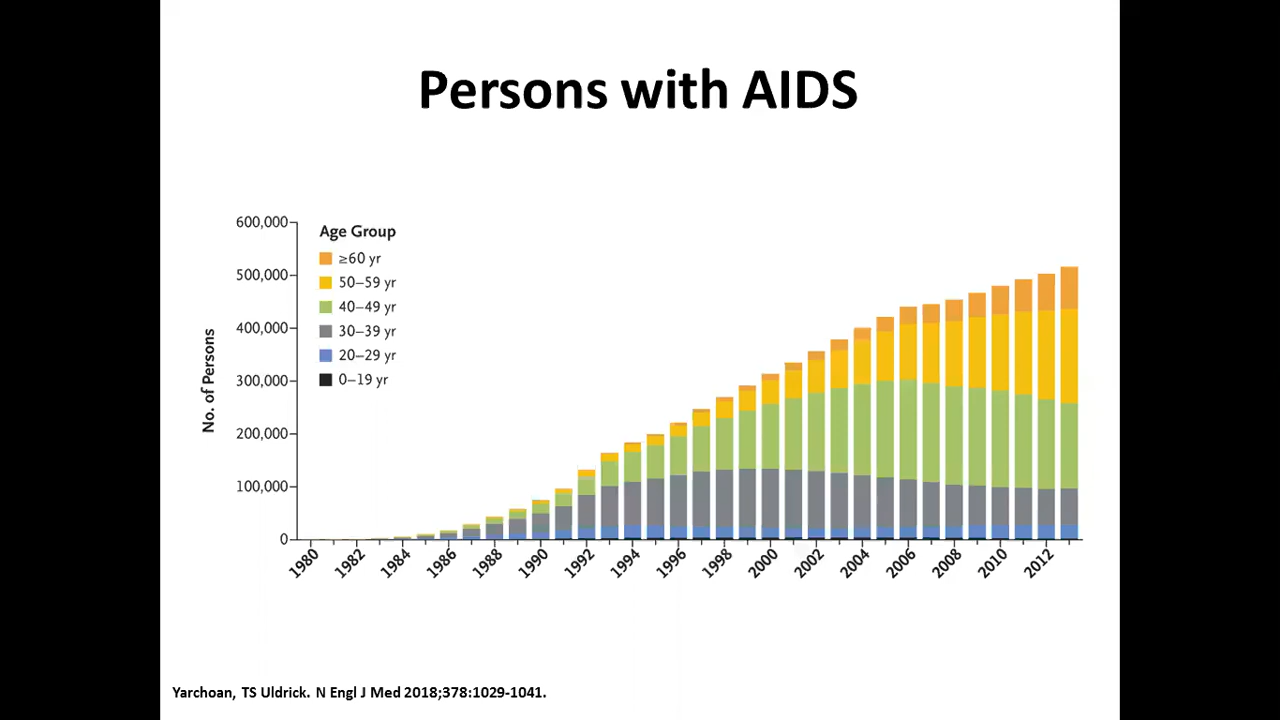 Persons with AIDS
600,000
500,000
400,000
300,000
200,000
100,000
0
No. of Persons
Age Group
≥60 yr
50–59 yr
40–49 yr
30–39 yr
20–29 yr
0–19 yr
1980
1982
1984
1986
1988
1990
1992
1994
1996
1998
2000
2002
2004
2006
2008
2010
2012
Yarchoan, TS Uldrick. N Engl J Med 2018;378:1029-1041.